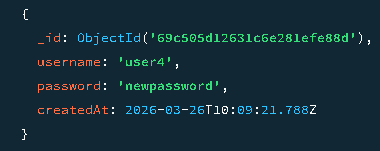 {
_id: ObjectId('69c505d12631c6e281efe88d'),
username: 'user4',
password: 'newpassword',
createdAt: 2026-03-26T10:09:21.788Z
}